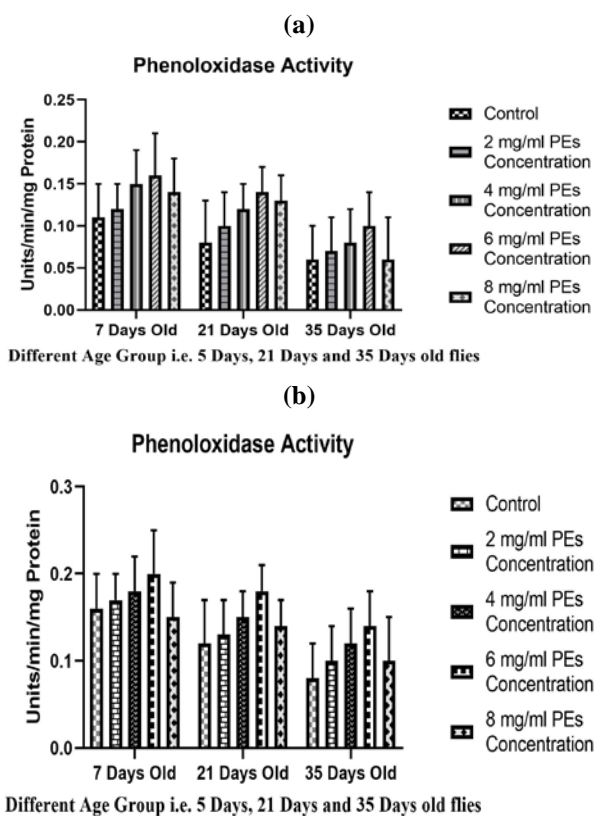 (a)
Phenoloxidase Activity
Units/min/mg Protein
0.25
0.20
0.15
0.10
0.05
0.00
7 Days Old
21 Days Old
35 Days Old
Control
2 mg/ml PEs
Concentration
4 mg/ml PEs
Concentration
6 mg/ml PEs
Concentration
8 mg/ml PEs
Concentration
Different Age Group i.e. 5 Days, 21 Days and 35 Days old flies
(b)
Phenoloxidase Activity
Units/min/mg Protein
0.3
0.2
0.1
0.0
7 Days Old
21 Days Old
35 Days Old
Control
2 mg/ml PEs
Concentration
4 mg/ml PEs
Concentration
6 mg/ml PEs
Concentration
8 mg/ml PEs
Concentration
Different Age Group i.e. 5 Days, 21 Days and 35 Days old flies